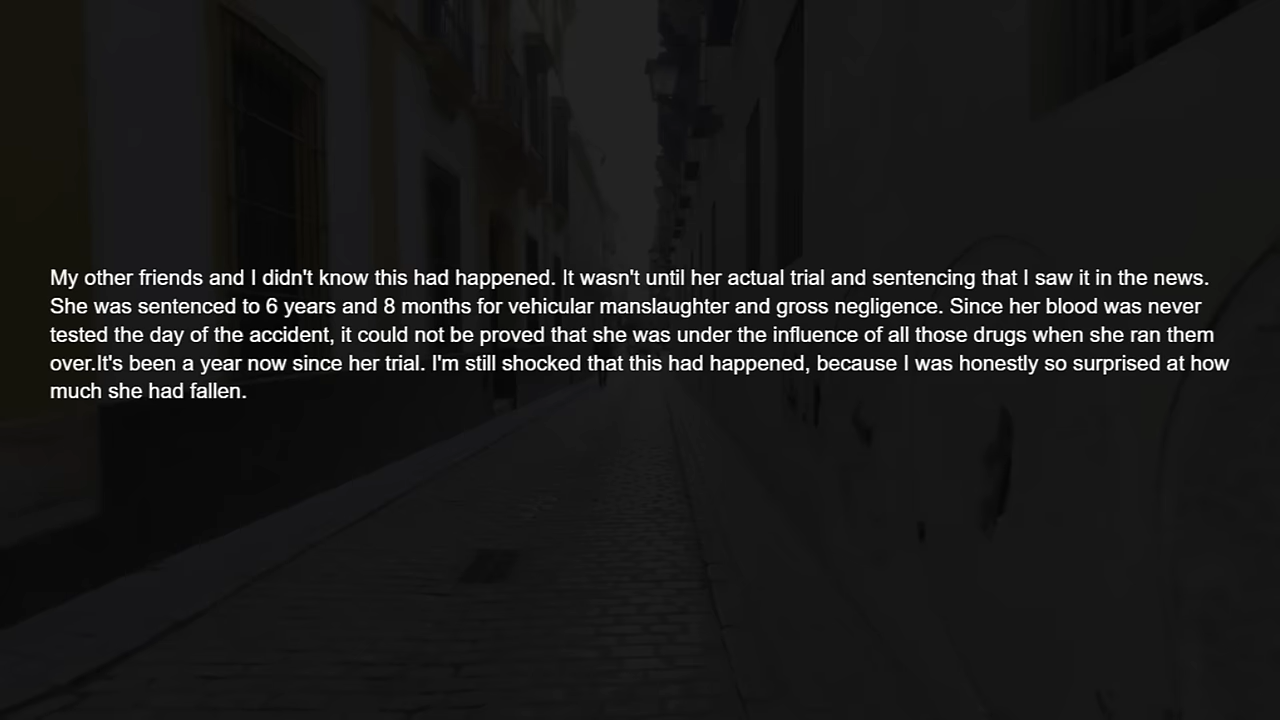 My other friends and I didn't know this had happened. It wasn't until her actual trial and sentencing that I saw it in the news.
She was sentenced to 6 years and 8 months for vehicular manslaughter and gross negligence. Since her blood was never
tested the day of the accident, it could not be proved that she was under the influence of all those drugs when she ran them
over.It's been a year now since her trial. I'm still shocked that this had happened, because I was honestly so surprised at how
much she had fallen.